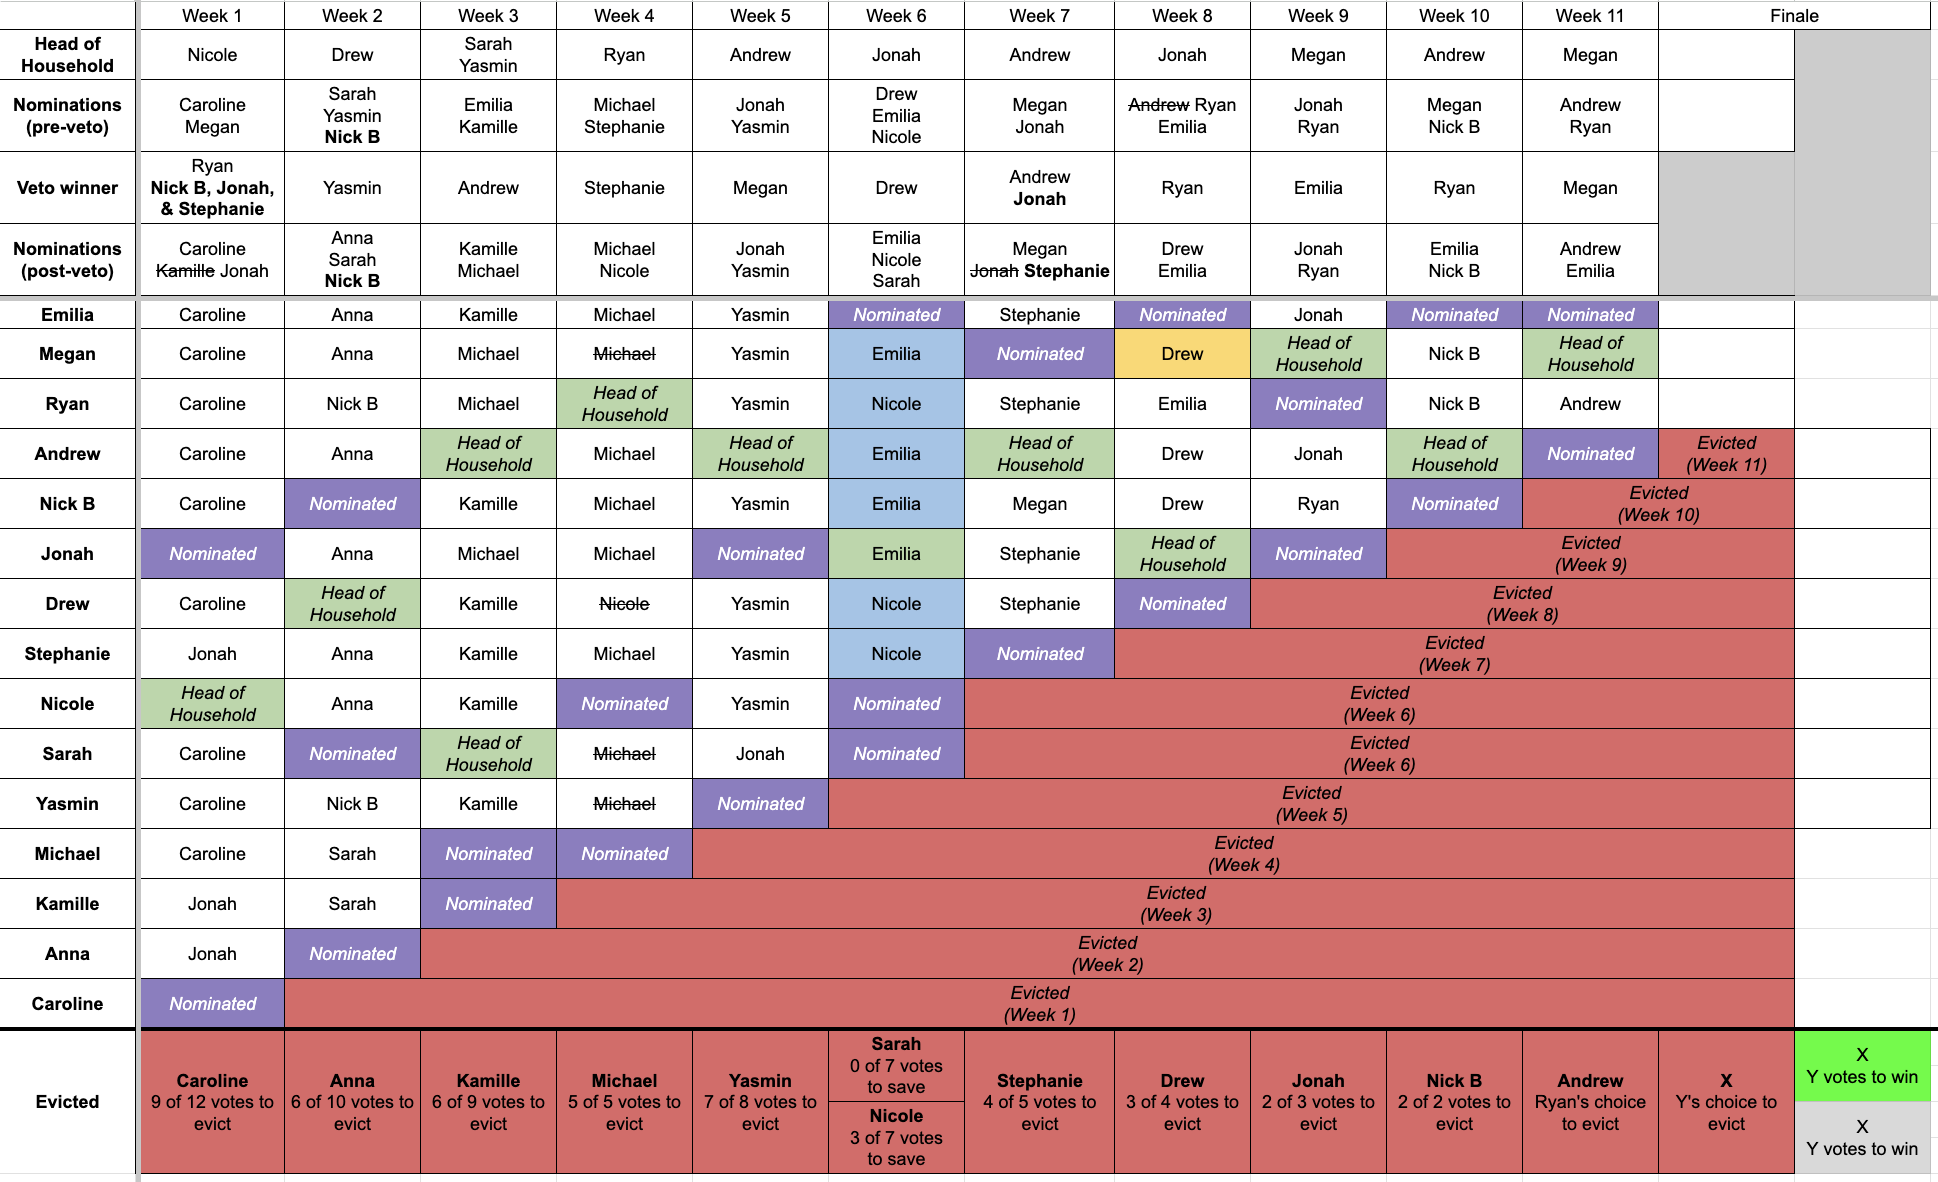 Week 1 Week 2 Week 3 Week 4 Week 5 Week 6 Week 7 Week 8 Week 9 Week 10 Week 11 Finale
Head of
Household
Nicole
Drew
Sarah
Yasmin
Ryan
Andrew
Jonah
Andrew
Jonah
Megan
Andrew
Megan
Nominations
(pre-veto)
Caroline
Megan
Sarah
Yasmin
Nick B
Emilia
Kamille
Michael
Stephanie
Jonah
Yasmin
Drew
Emilia
Nicole
Megan
Jonah
Andrew Ryan
Emilia
Jonah
Ryan
Megan
Nick B
Andrew
Ryan
Veto winner
Ryan
Nick B, Jonah,
& Stephanie
Yasmin
Andrew
Stephanie
Megan
Drew
Andrew
Jonah
Ryan
Emilia
Ryan
Megan
Nominations
(post-veto)
Caroline
Kamille Jonah
Anna
Sarah
Nick B
Kamille
Michael
Michael
Nicole
Jonah
Yasmin
Emilia
Nicole
Sarah
Megan
Jonah Stephanie
Drew
Emilia
Jonah
Ryan
Emilia
Nick B
Andrew
Emilia
Emilia Caroline Anna Kamille Michael Yasmin Nominated Stephanie Nominated Jonah Nominated Nominated
Megan Caroline Anna Michael Michael Yasmin Emilia Nominated Drew
Head of
Household
Nick B
Head of
Household
Ryan Caroline Nick B Michael
Head of
Household
Yasmin Nicole Stephanie Emilia Nominated Nick B Andrew
Andrew Caroline Anna
Head of
Household
Michael
Head of
Household
Emilia
Head of
Household
Drew Jonah
Head of
Household
Nominated
Evicted
(Week 11)
Nick B Caroline Nominated Kamille Michael Yasmin Emilia Megan Drew Ryan Nominated
Evicted
(Week 10)
Jonah Nominated Anna Michael Michael Nominated Emilia Stephanie
Head of
Household
Nominated
Evicted
(Week 9)
Drew Caroline
Head of
Household
Kamille Nicole Yasmin Nicole Stephanie Nominated
Evicted
(Week 8)
Stephanie Jonah Anna Kamille Michael Yasmin Nicole Nominated
Evicted
(Week 7)
Nicole
Head of
Household
Anna Kamille Nominated Yasmin Nominated
Evicted
(Week 6)
Sarah Caroline Nominated
Head of
Household
Michael Jonah Nominated
Evicted
(Week 6)
Yasmin Caroline Nick B Kamille Michael Nominated
Evicted
(Week 5)
Michael Caroline Sarah Nominated Nominated
Evicted
(Week 4)
Kamille Jonah Sarah Nominated
Evicted
(Week 3)
Anna Jonah Nominated
Evicted
(Week 2)
Caroline Nominated
Evicted
(Week 1)
Evicted
Caroline
9 of 12 votes to
evict
Anna
6 of 10 votes to
evict
Kamille
6 of 9 votes to
evict
Michael
5 of 5 votes to
evict
Yasmin
7 of 8 votes to
evict
Sarah
0 of 7 votes
to save
Nicole
3 of 7 votes
to save
Stephanie
4 of 5 votes to
evict
Drew
3 of 4 votes to
evict
Jonah
2 of 3 votes to
evict
Nick B
2 of 2 votes to
evict
Andrew
Ryan's choice
to evict
X
Y's choice to
evict
X
Y votes to win
X
Y votes to win